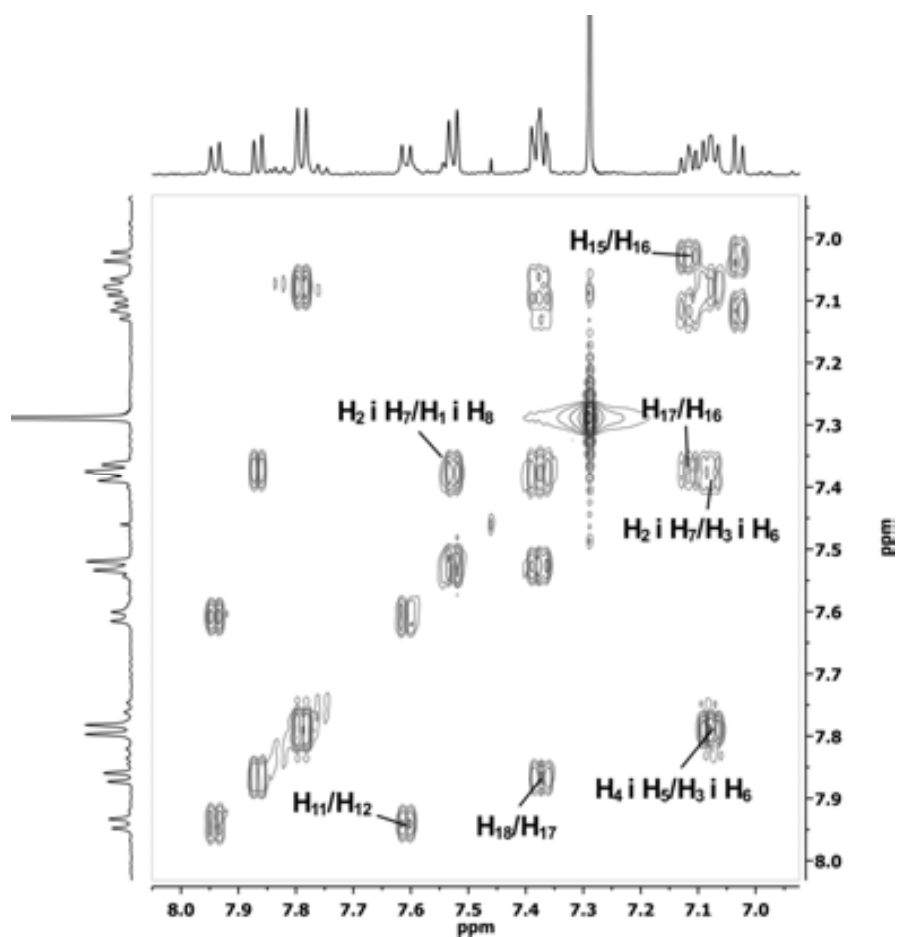 H₁₅/H₁₆
H₂ i H₇/H₁ i H₈
H₁₇/H₁₆
H₂ i H₇/H₃ i H₆
H₁₁/H₁₂
H₁₈/H₁₇
H₄ i H₅/H₃ i H₆
7.0
7.1
7.2
7.3
7.4
7.5
7.6
7.7
7.8
7.9
8.0
ppm
8.0 7.9 7.8 7.7 7.6 7.5 7.4 7.3 7.2 7.1 7.0
ppm